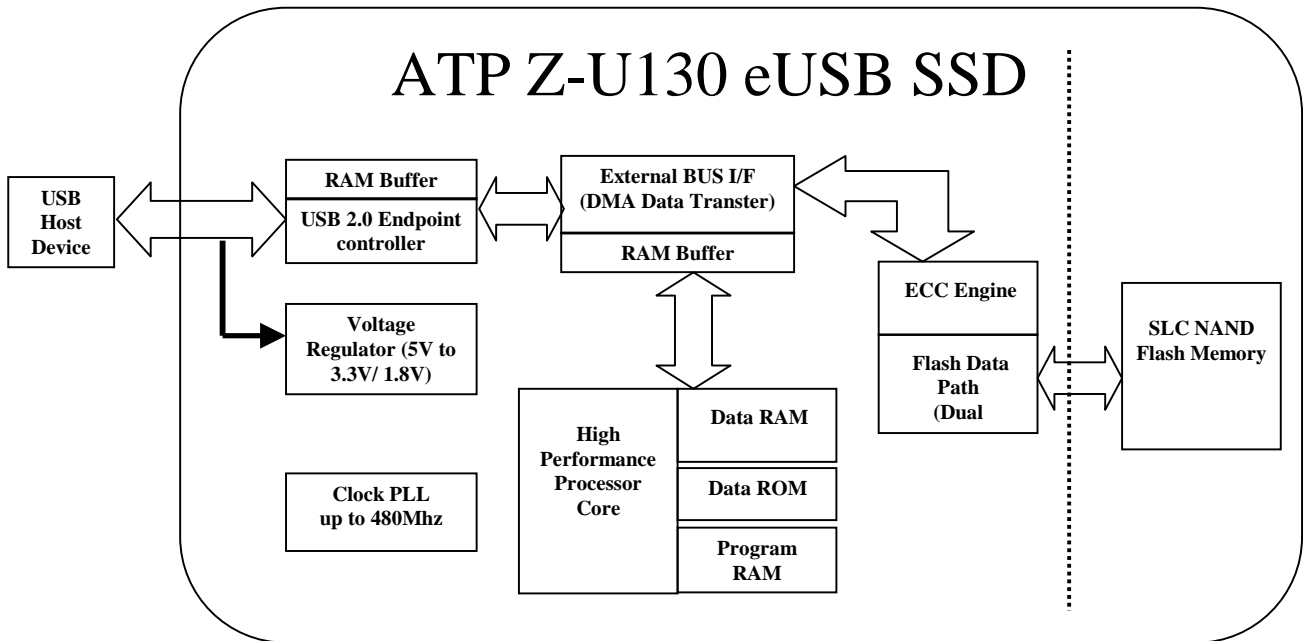 ATP Z-U130 eUSB SSD
USB
Host
Device
RAM Buffer
USB 2.0 Endpoint
controller
Voltage
Regulator (5V to
3.3V/ 1.8V)
Clock PLL
up to 480Mhz
External BUS I/F
(DMA Data Transter)
RAM Buffer
High
Performance
Processor
Core
Data RAM
Data ROM
Program
RAM
ECC Engine
Flash Data
Path
(Dual
SLC NAND
Flash Memory